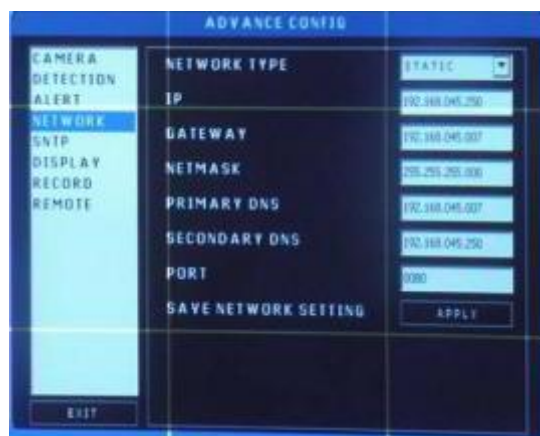 ADVANCE CONFIG
CAMERA
DETECTION
ALERT
NETWORK
SNTP
DISPLAY
RECORD
REMOTE
EXIT
NETWORK TYPE STATIC
IP 192.168.045.250
GATEWAY 192.168.045.007
NETMASK 255.255.255.000
PRIMARY DNS 192.168.045.007
SECONDARY DNS 192.168.045.250
PORT 0080
SAVE NETWORK SETTING APPLY